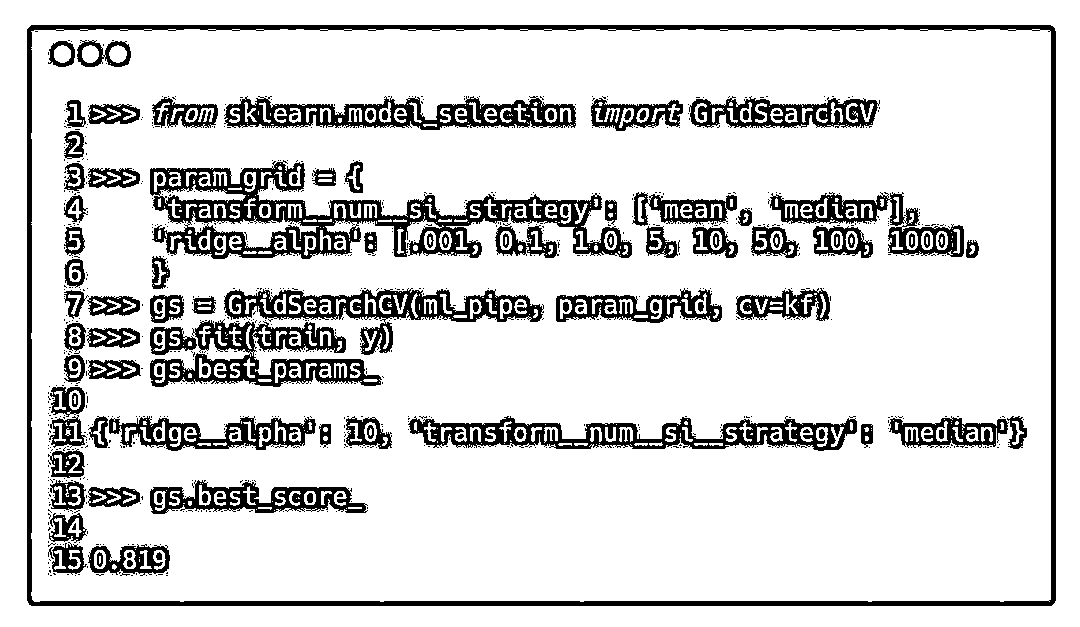 1 >>> from sklearn.model_selection import GridSearchCV
2
3 >>> param_grid = {
4 'transform__num__si__strategy': ['mean', 'median'],
5 'ridge__alpha': [.001, 0.1, 1.0, 5, 10, 50, 100, 1000],
6 }
7 >>> gs = GridSearchCV(ml_pipe, param_grid, cv=kf)
8 >>> gs.fit(train, y)
9 >>> gs.best_params_
10
11 {'ridge__alpha': 10, 'transform__num__si__strategy': 'median'}
12
13 >>> gs.best_score_
14
15 0.819